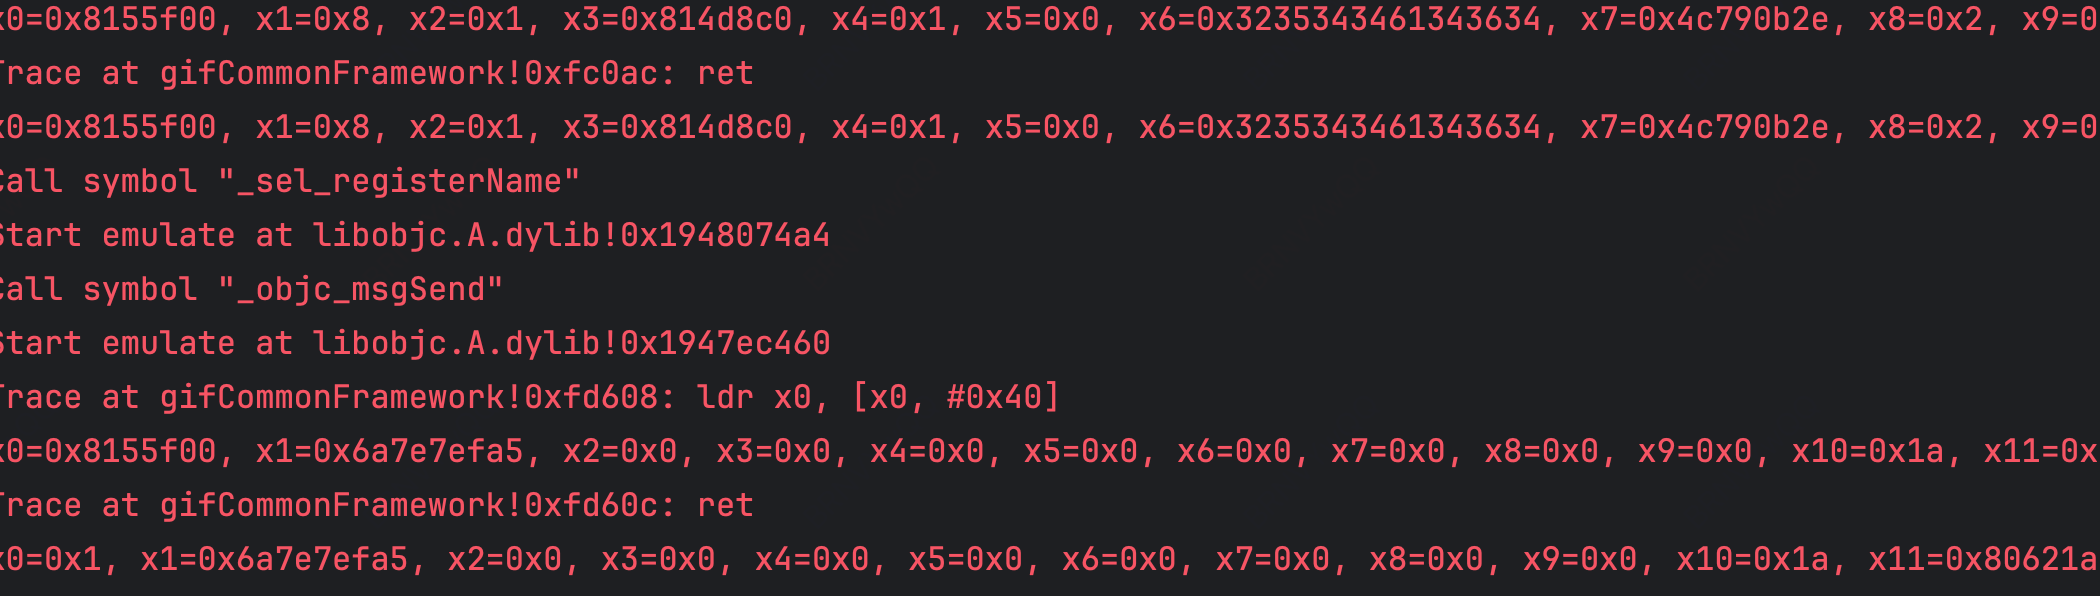 x0=0x8155f00, x1=0x8, x2=0x1, x3=0x814d8c0, x4=0x1, x5=0x0, x6=0x3235343461343634, x7=0x4c790b2e, x8=0x2, x9=0
Trace at gifCommonFramework!0xfc0ac: ret
x0=0x8155f00, x1=0x8, x2=0x1, x3=0x814d8c0, x4=0x1, x5=0x0, x6=0x3235343461343634, x7=0x4c790b2e, x8=0x2, x9=0
Call symbol "_sel_registerName"
Start emulate at libobjc.A.dylib!0x1948074a4
Call symbol "_objc_msgSend"
Start emulate at libobjc.A.dylib!0x1947ec460
Trace at gifCommonFramework!0xfd608: ldr x0, [x0, #0x40]
x0=0x8155f00, x1=0x6a7e7efa5, x2=0x0, x3=0x0, x4=0x0, x5=0x0, x6=0x0, x7=0x0, x8=0x0, x9=0x0, x10=0x1a, x11=0x
Trace at gifCommonFramework!0xfd60c: ret
x0=0x1, x1=0x6a7e7efa5, x2=0x0, x3=0x0, x4=0x0, x5=0x0, x6=0x0, x7=0x0, x8=0x0, x9=0x0, x10=0x1a, x11=0x80621a